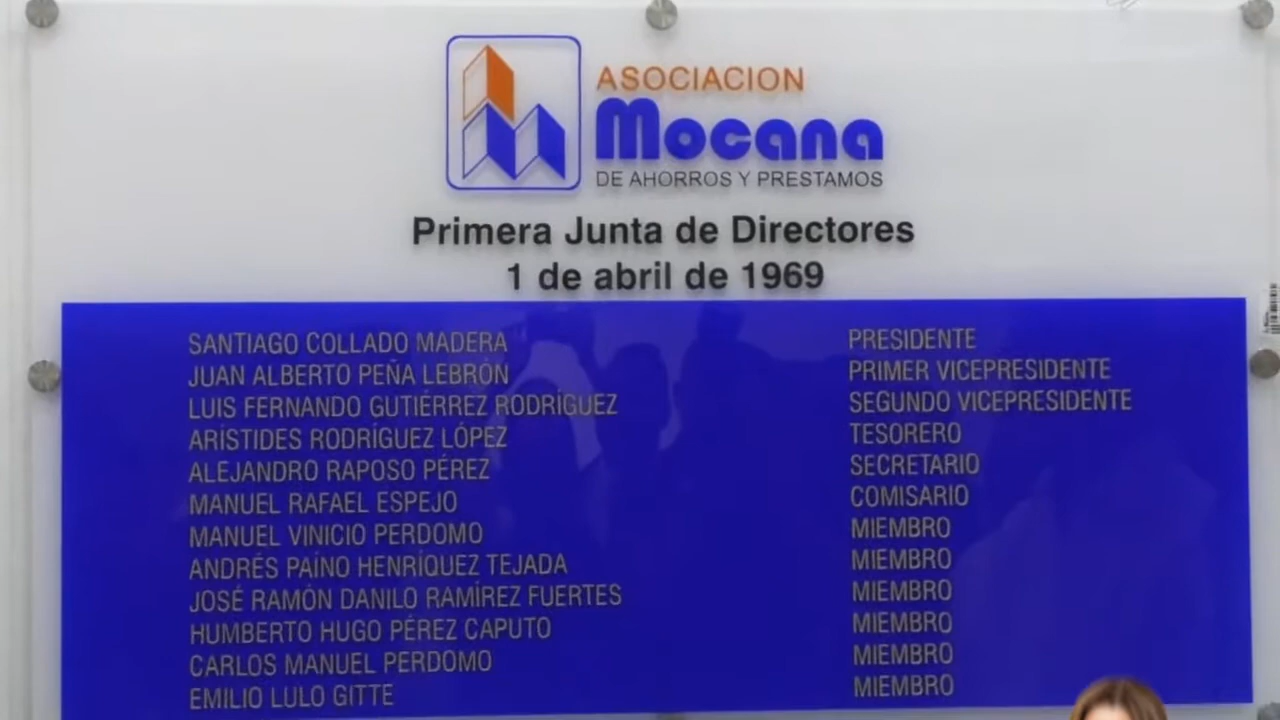 ASOCIACION
Mocana
DE AHORROS Y PRESTAMOS
Primera Junta de Directores
1 de abril de 1969
SANTIAGO COLLADO MADERA PRESIDENTE
JUAN ALBERTO PEÑA LEBRÓN PRIMER VICEPRESIDENTE
LUIS FERNANDO GUTIÉRREZ RODRÍGUEZ SEGUNDO VICEPRESIDENTE
ARÍSTIDES RODRÍGUEZ LÓPEZ TESORERO
ALEJANDRO RAPOSO PÉREZ SECRETARIO
MANUEL RAFAEL ESPEJO COMISARIO
MANUEL VINICIO PERDOMO MIEMBRO
ANDRÉS PAÍNO HENRÍQUEZ TEJADA MIEMBRO
JOSÉ RAMÓN DANILO RAMÍREZ FUERTES MIEMBRO
HUMBERTO HUGO PÉREZ CAPUTO MIEMBRO
CARLOS MANUEL PERDOMO MIEMBRO
EMILIO LULO GITTE MIEMBRO